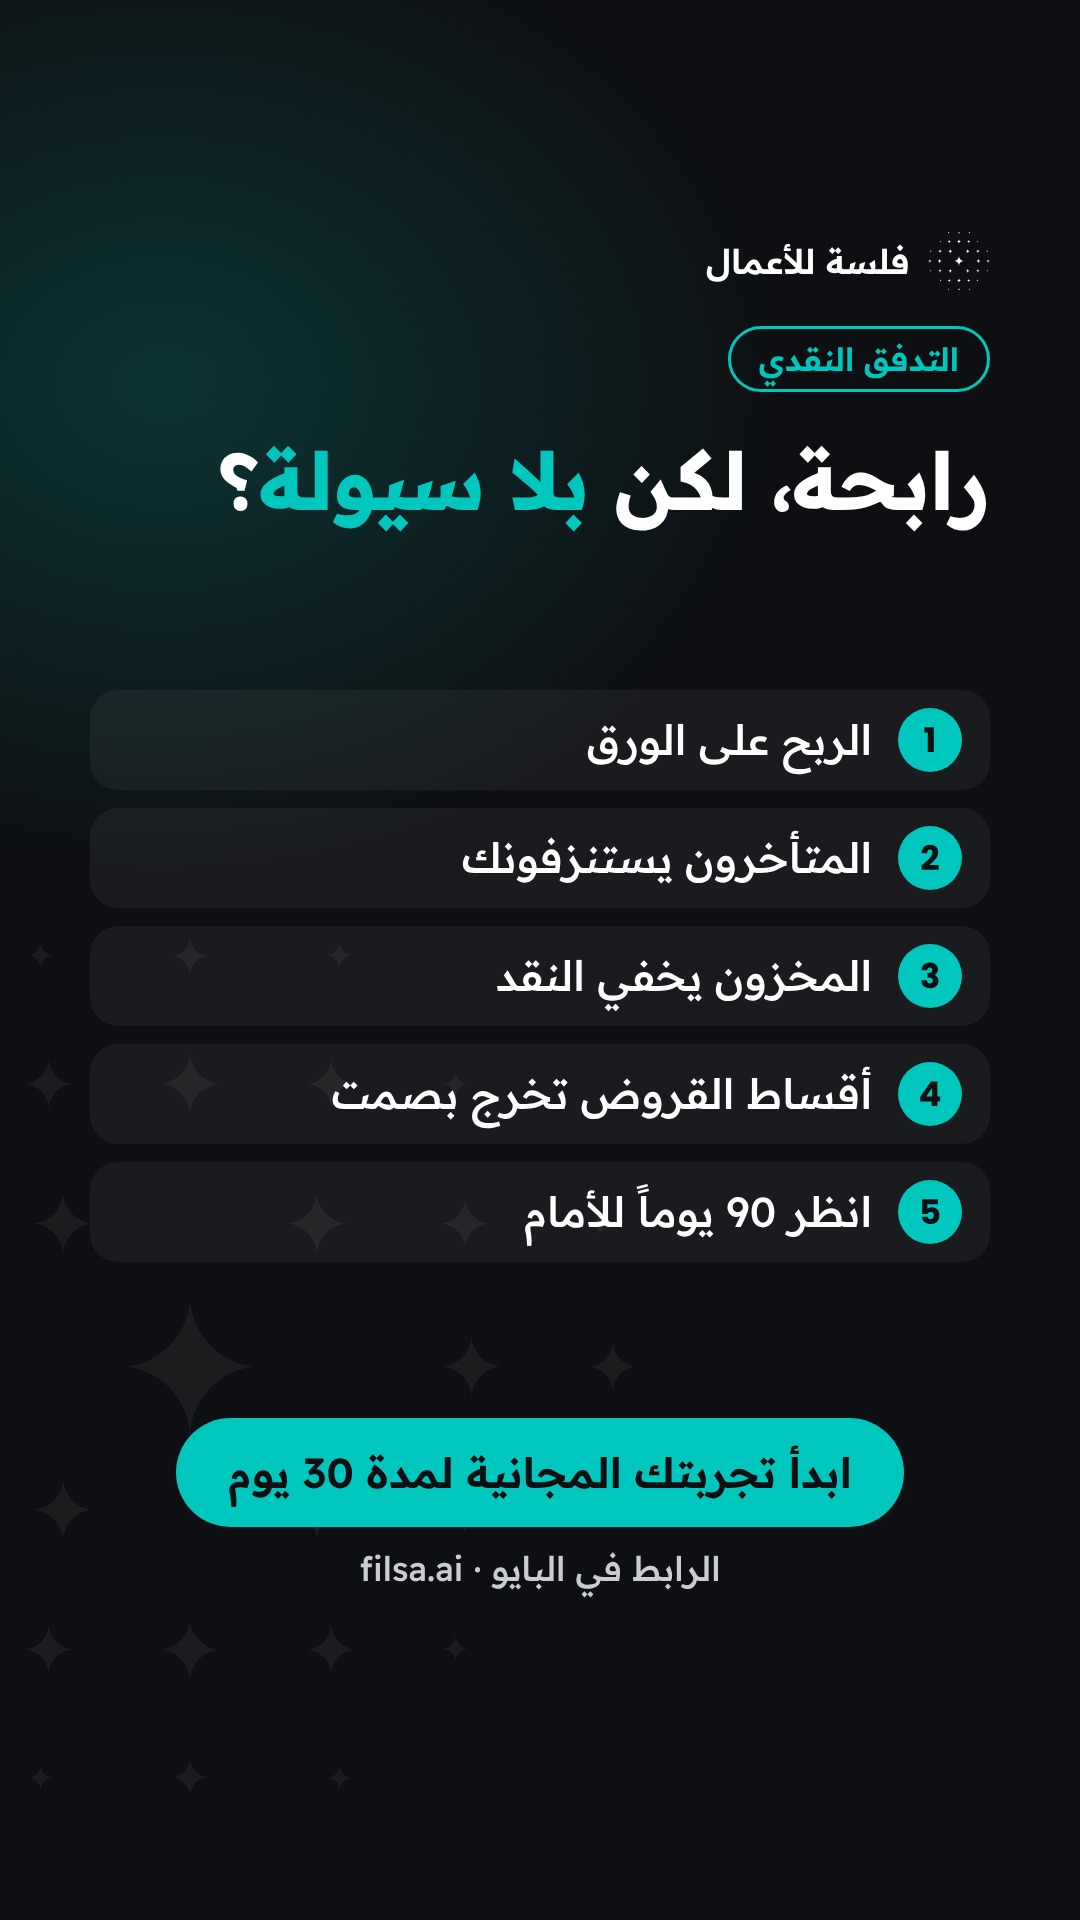 فلسة للأعمال
التدفق النقدي
رابحة، لكن بلا سيولة؟
1 الربح على الورق
2 المتأخرون يستنزفونك
3 المخزون يخفي النقد
4 أقساط القروض تخرج بصمت
5 انظر 90 يوماً للأمام
ابدأ تجربتك المجانية لمدة 30 يوم
الرابط في البايو · filsa.ai